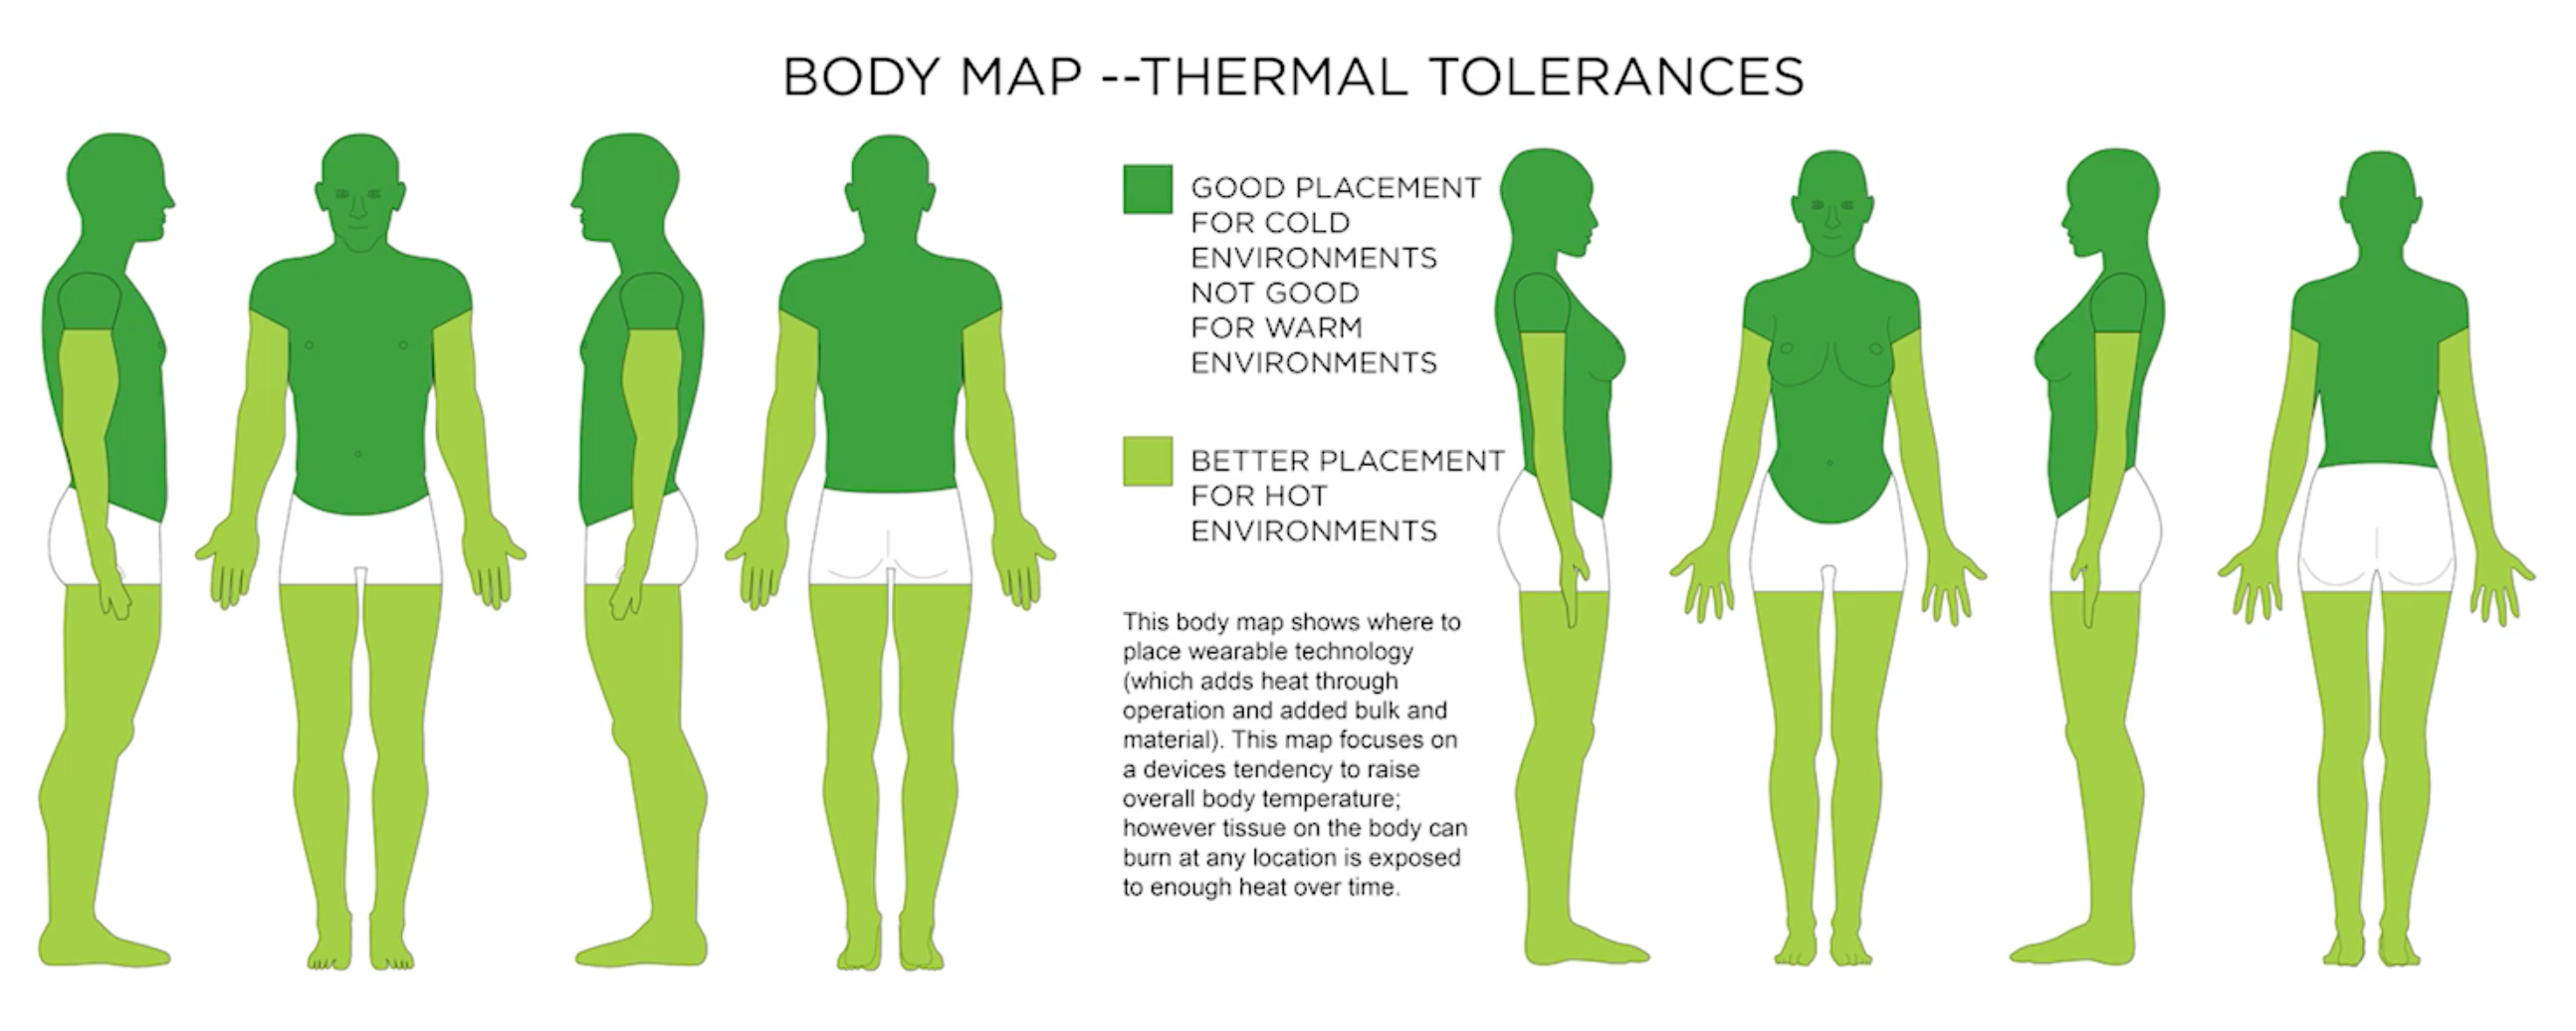 BODY MAP --THERMAL TOLERANCES
GOOD PLACEMENT
FOR COLD
ENVIRONMENTS
NOT GOOD
FOR WARM
ENVIRONMENTS
BETTER PLACEMENT
FOR HOT
ENVIRONMENTS
This body map shows where to
place wearable technology
(which adds heat through
operation and added bulk and
material). This map focuses on
a devices tendency to raise
overall body temperature;
however tissue on the body can
burn at any location is exposed
to enough heat over time.